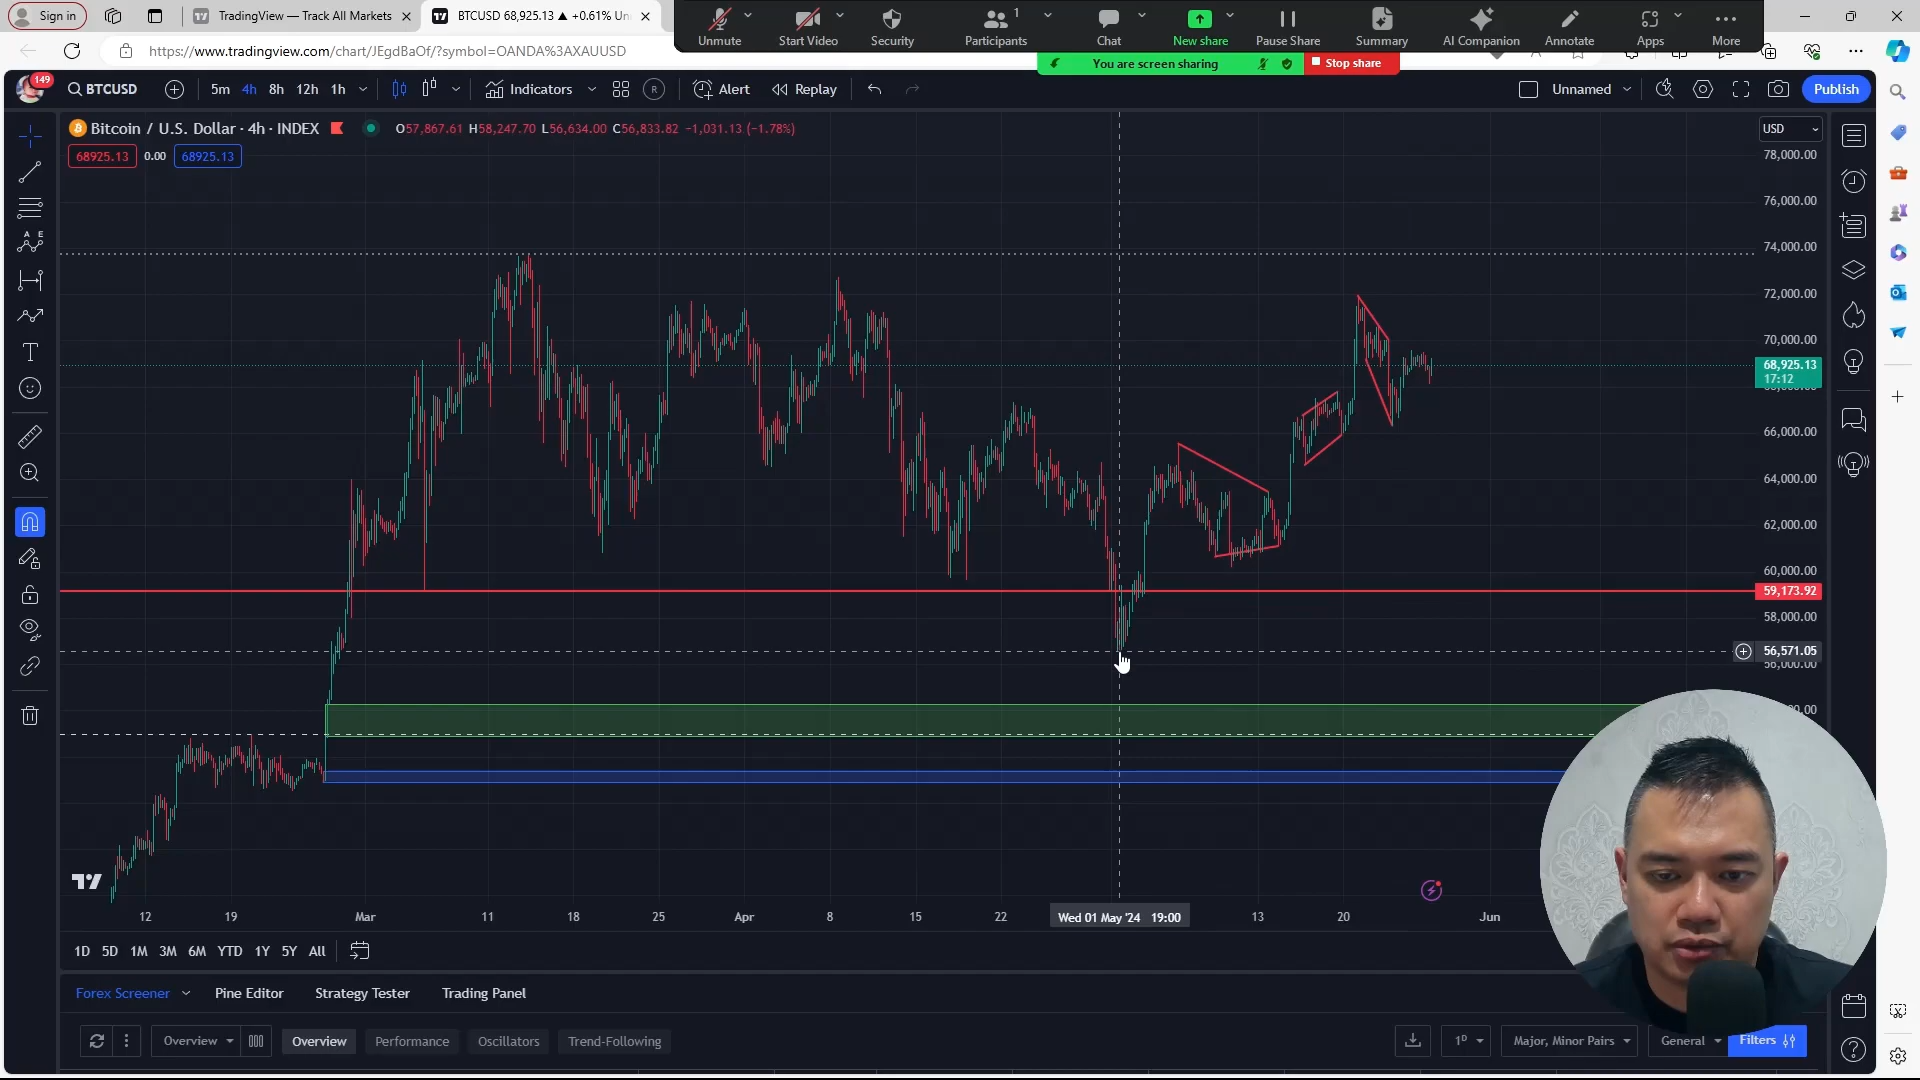 Sign in
TradingView — Track All Markets
BTCUSD 68,925.13 ▲ +0.61% Un
Unmute
Start Video
Security
Participants
1
Chat
New share
Pause Share
Summary
AI Companion
Annotate
Apps
More
https://www.tradingview.com/chart/JEgdBaOf/?symbol=OANDA%3AXAUUSD
You are screen sharing
Stop share
149
BTCUSD
5m
4h
8h
12h
1h
Indicators
R
Alert
Replay
Unnamed
Publish
Bitcoin / U.S. Dollar · 4h · INDEX
O57,867.61 H58,247.70 L56,634.00 C56,833.82 −1,031.13 (−1.78%)
68925.13
0.00
68925.13
USD
78,000.00
76,000.00
74,000.00
72,000.00
70,000.00
68,925.13
17:12
66,000.00
64,000.00
62,000.00
60,000.00
59,173.92
58,000.00
56,571.05
56,000.00
12
19
Mar
11
18
25
Apr
8
15
22
Wed 01 May '24 19:00
13
20
Jun
1D
5D
1M
3M
6M
YTD
1Y
5Y
All
Forex Screener
Pine Editor
Strategy Tester
Trading Panel
Overview
Overview
Performance
Oscillators
Trend-Following
1D
Major, Minor Pairs
General
Filters